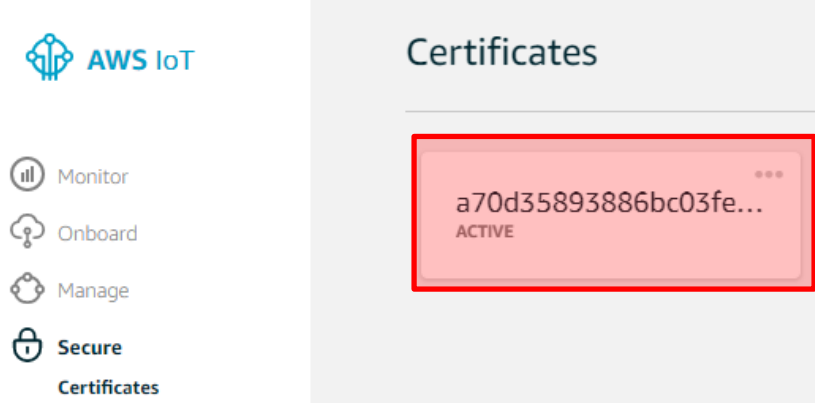 AWS IoT
Monitor
Onboard
Manage
Secure
Certificates
Certificates
a70d35893886bc03fe...
ACTIVE